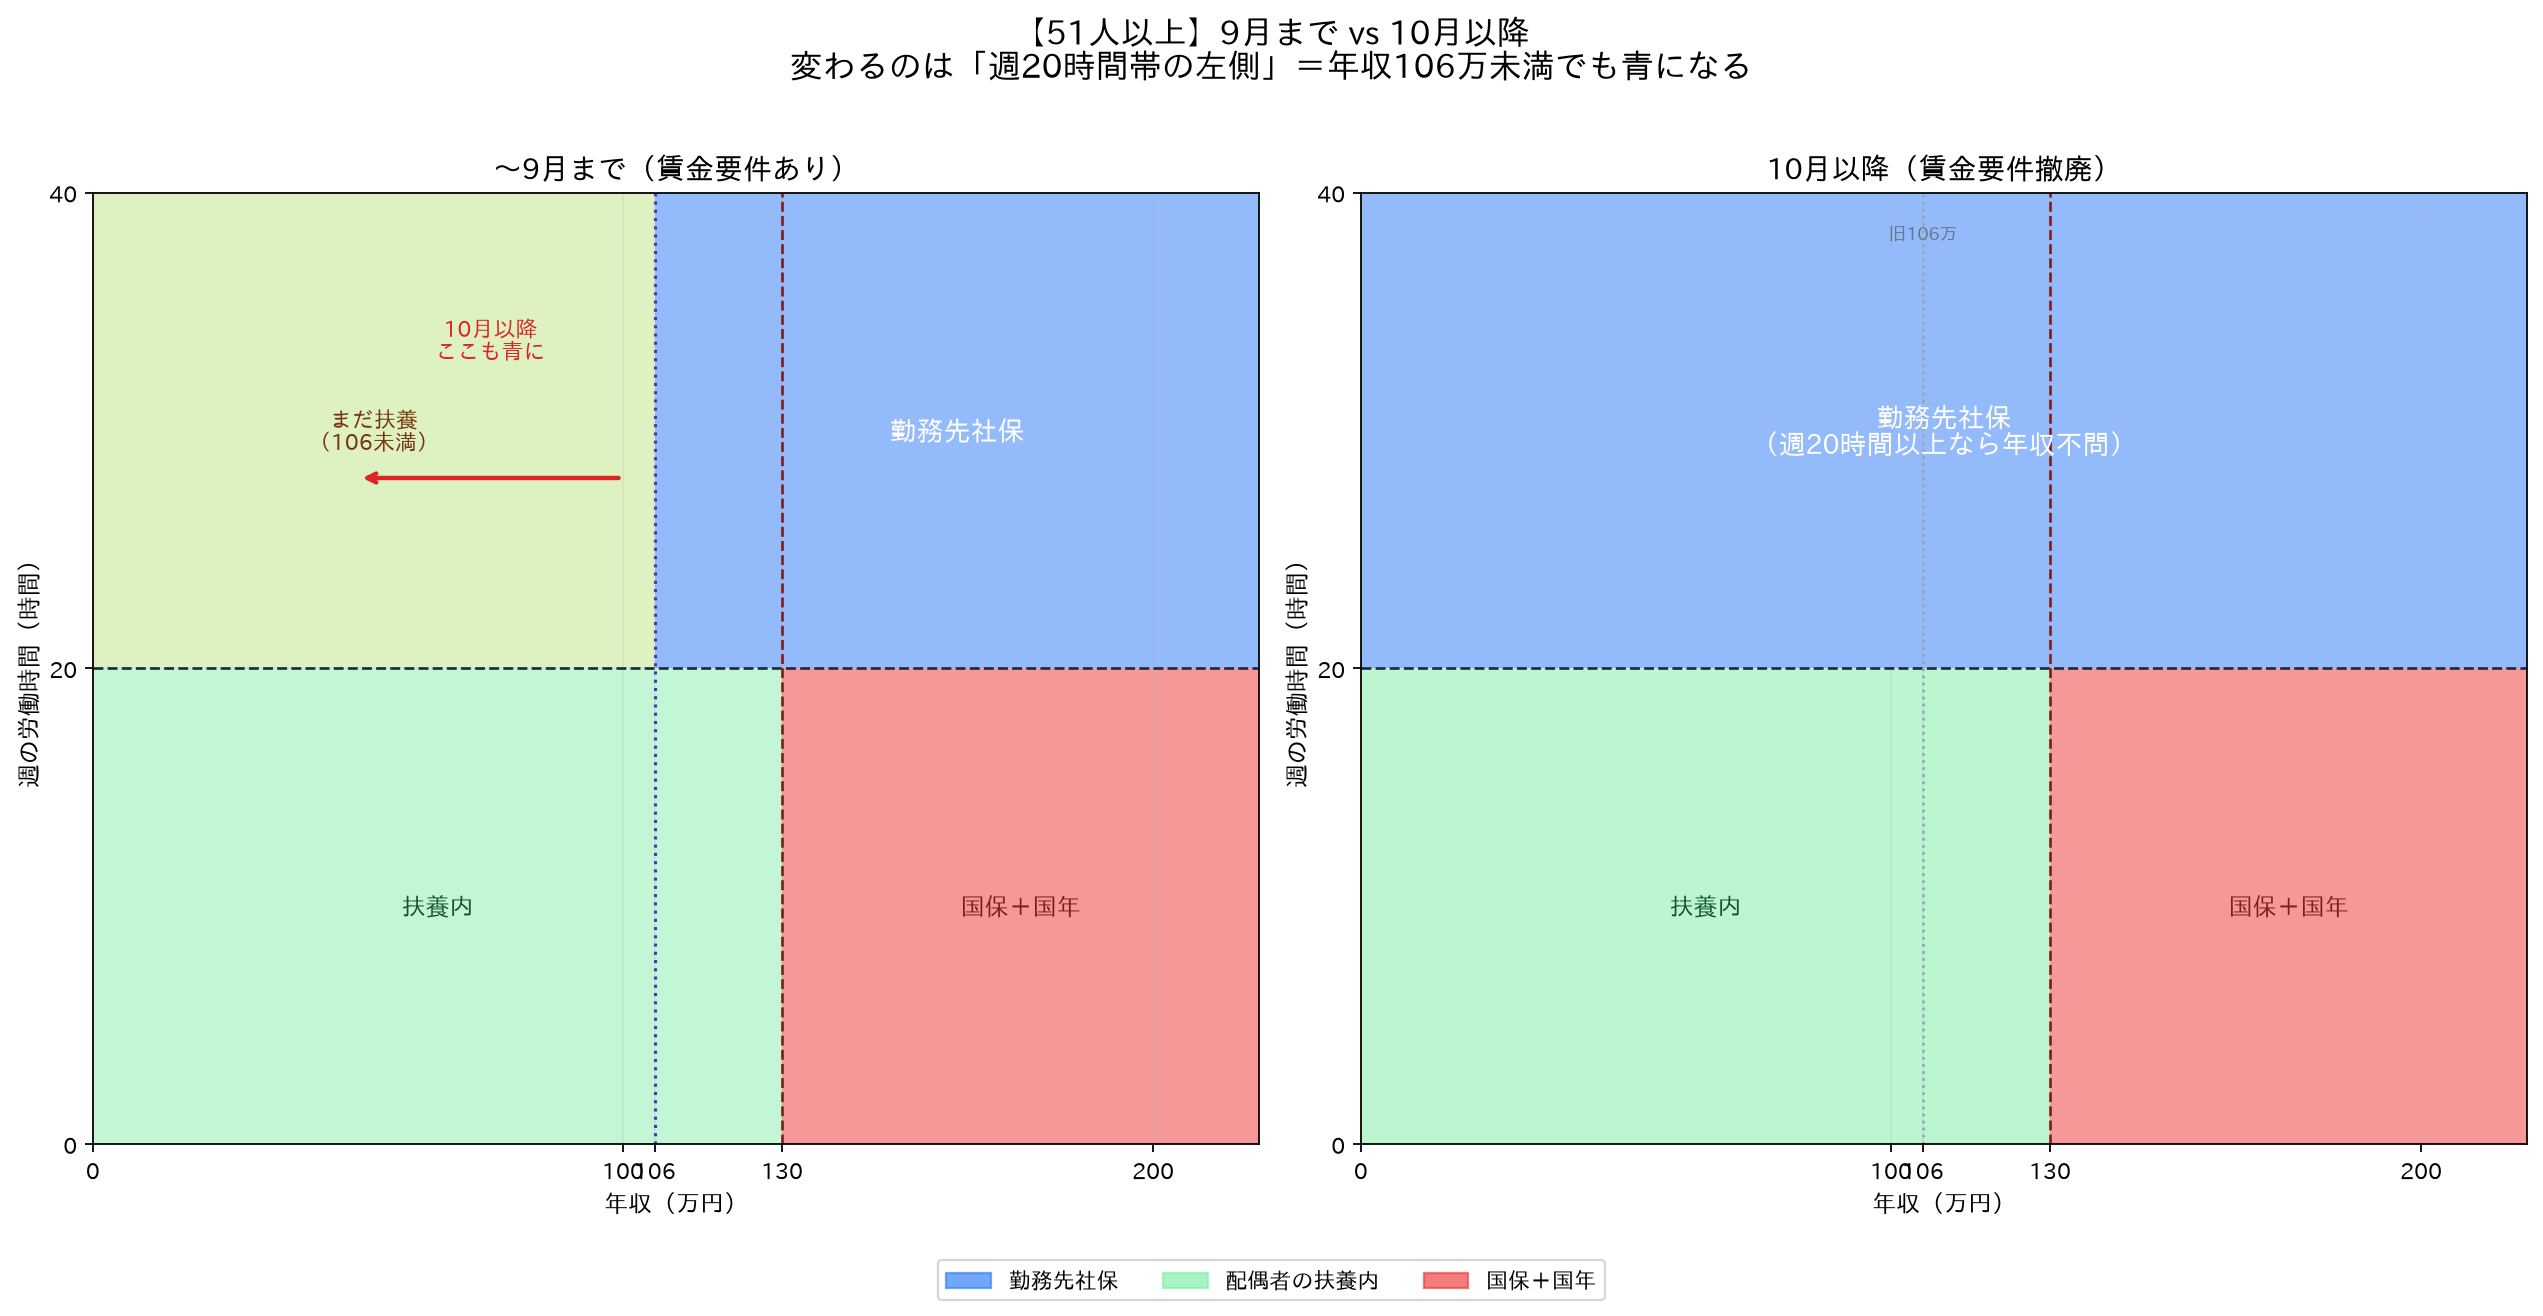 【51人以上】9月まで vs 10月以降
変わるのは「週20時間帯の左側」＝年収106万未満でも青になる
～9月まで（賃金要件あり）
40
20
0
週の労働時間（時間）
10月以降
ここも青に
まだ扶養
（106未満）
勤務先社保
扶養内
国保＋国年
0
100
106
130
200
年収（万円）
10月以降（賃金要件撤廃）
40
20
0
週の労働時間（時間）
旧106万
勤務先社保
（週20時間以上なら年収不問）
扶養内
国保＋国年
0
100
106
130
200
年収（万円）
勤務先社保
配偶者の扶養内
国保＋国年